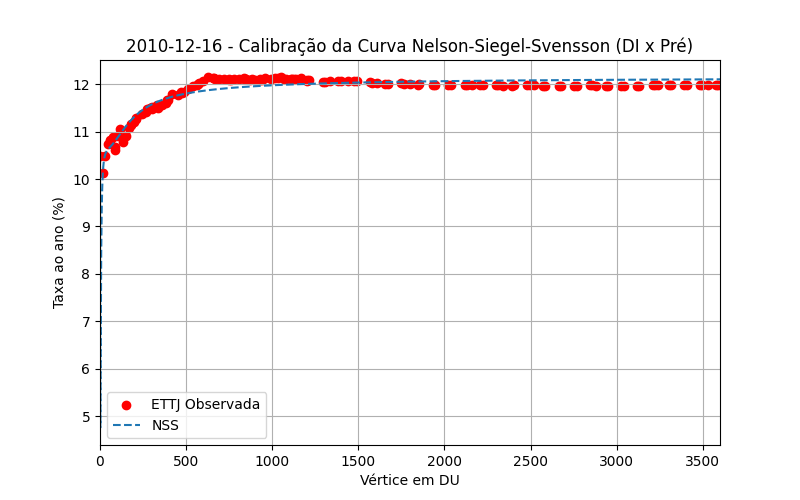 2010-12-16 - Calibração da Curva Nelson-Siegel-Svensson (DI x Pré)
Taxa ao ano (%)
12
11
10
9
8
7
6
5
ETTJ Observada
NSS
0 500 1000 1500 2000 2500 3000 3500
Vértice em DU